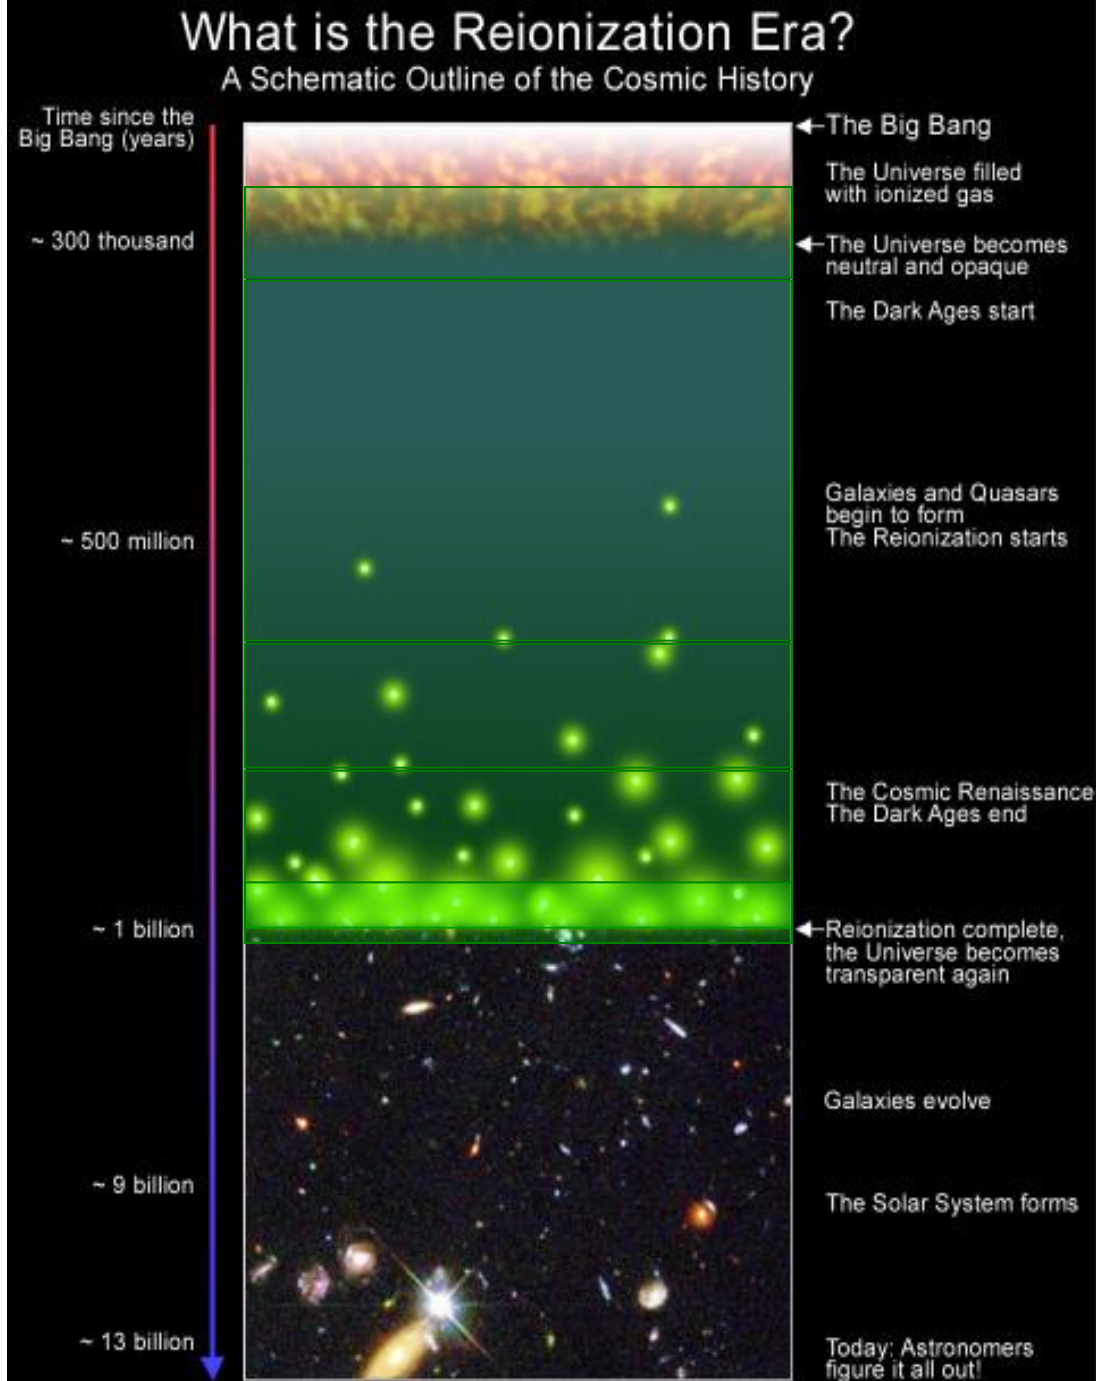 What is the Reionization Era?
A Schematic Outline of the Cosmic History
Time since the
Big Bang (years)
The Big Bang
The Universe filled
with ionized gas
~ 300 thousand
The Universe becomes
neutral and opaque
The Dark Ages start
Galaxies and Quasars
begin to form
The Reionization starts
~ 500 million
The Cosmic Renaissance
The Dark Ages end
~ 1 billion
Reionization complete,
the Universe becomes
transparent again
Galaxies evolve
~ 9 billion
The Solar System forms
~ 13 billion
Today: Astronomers
figure it all out!